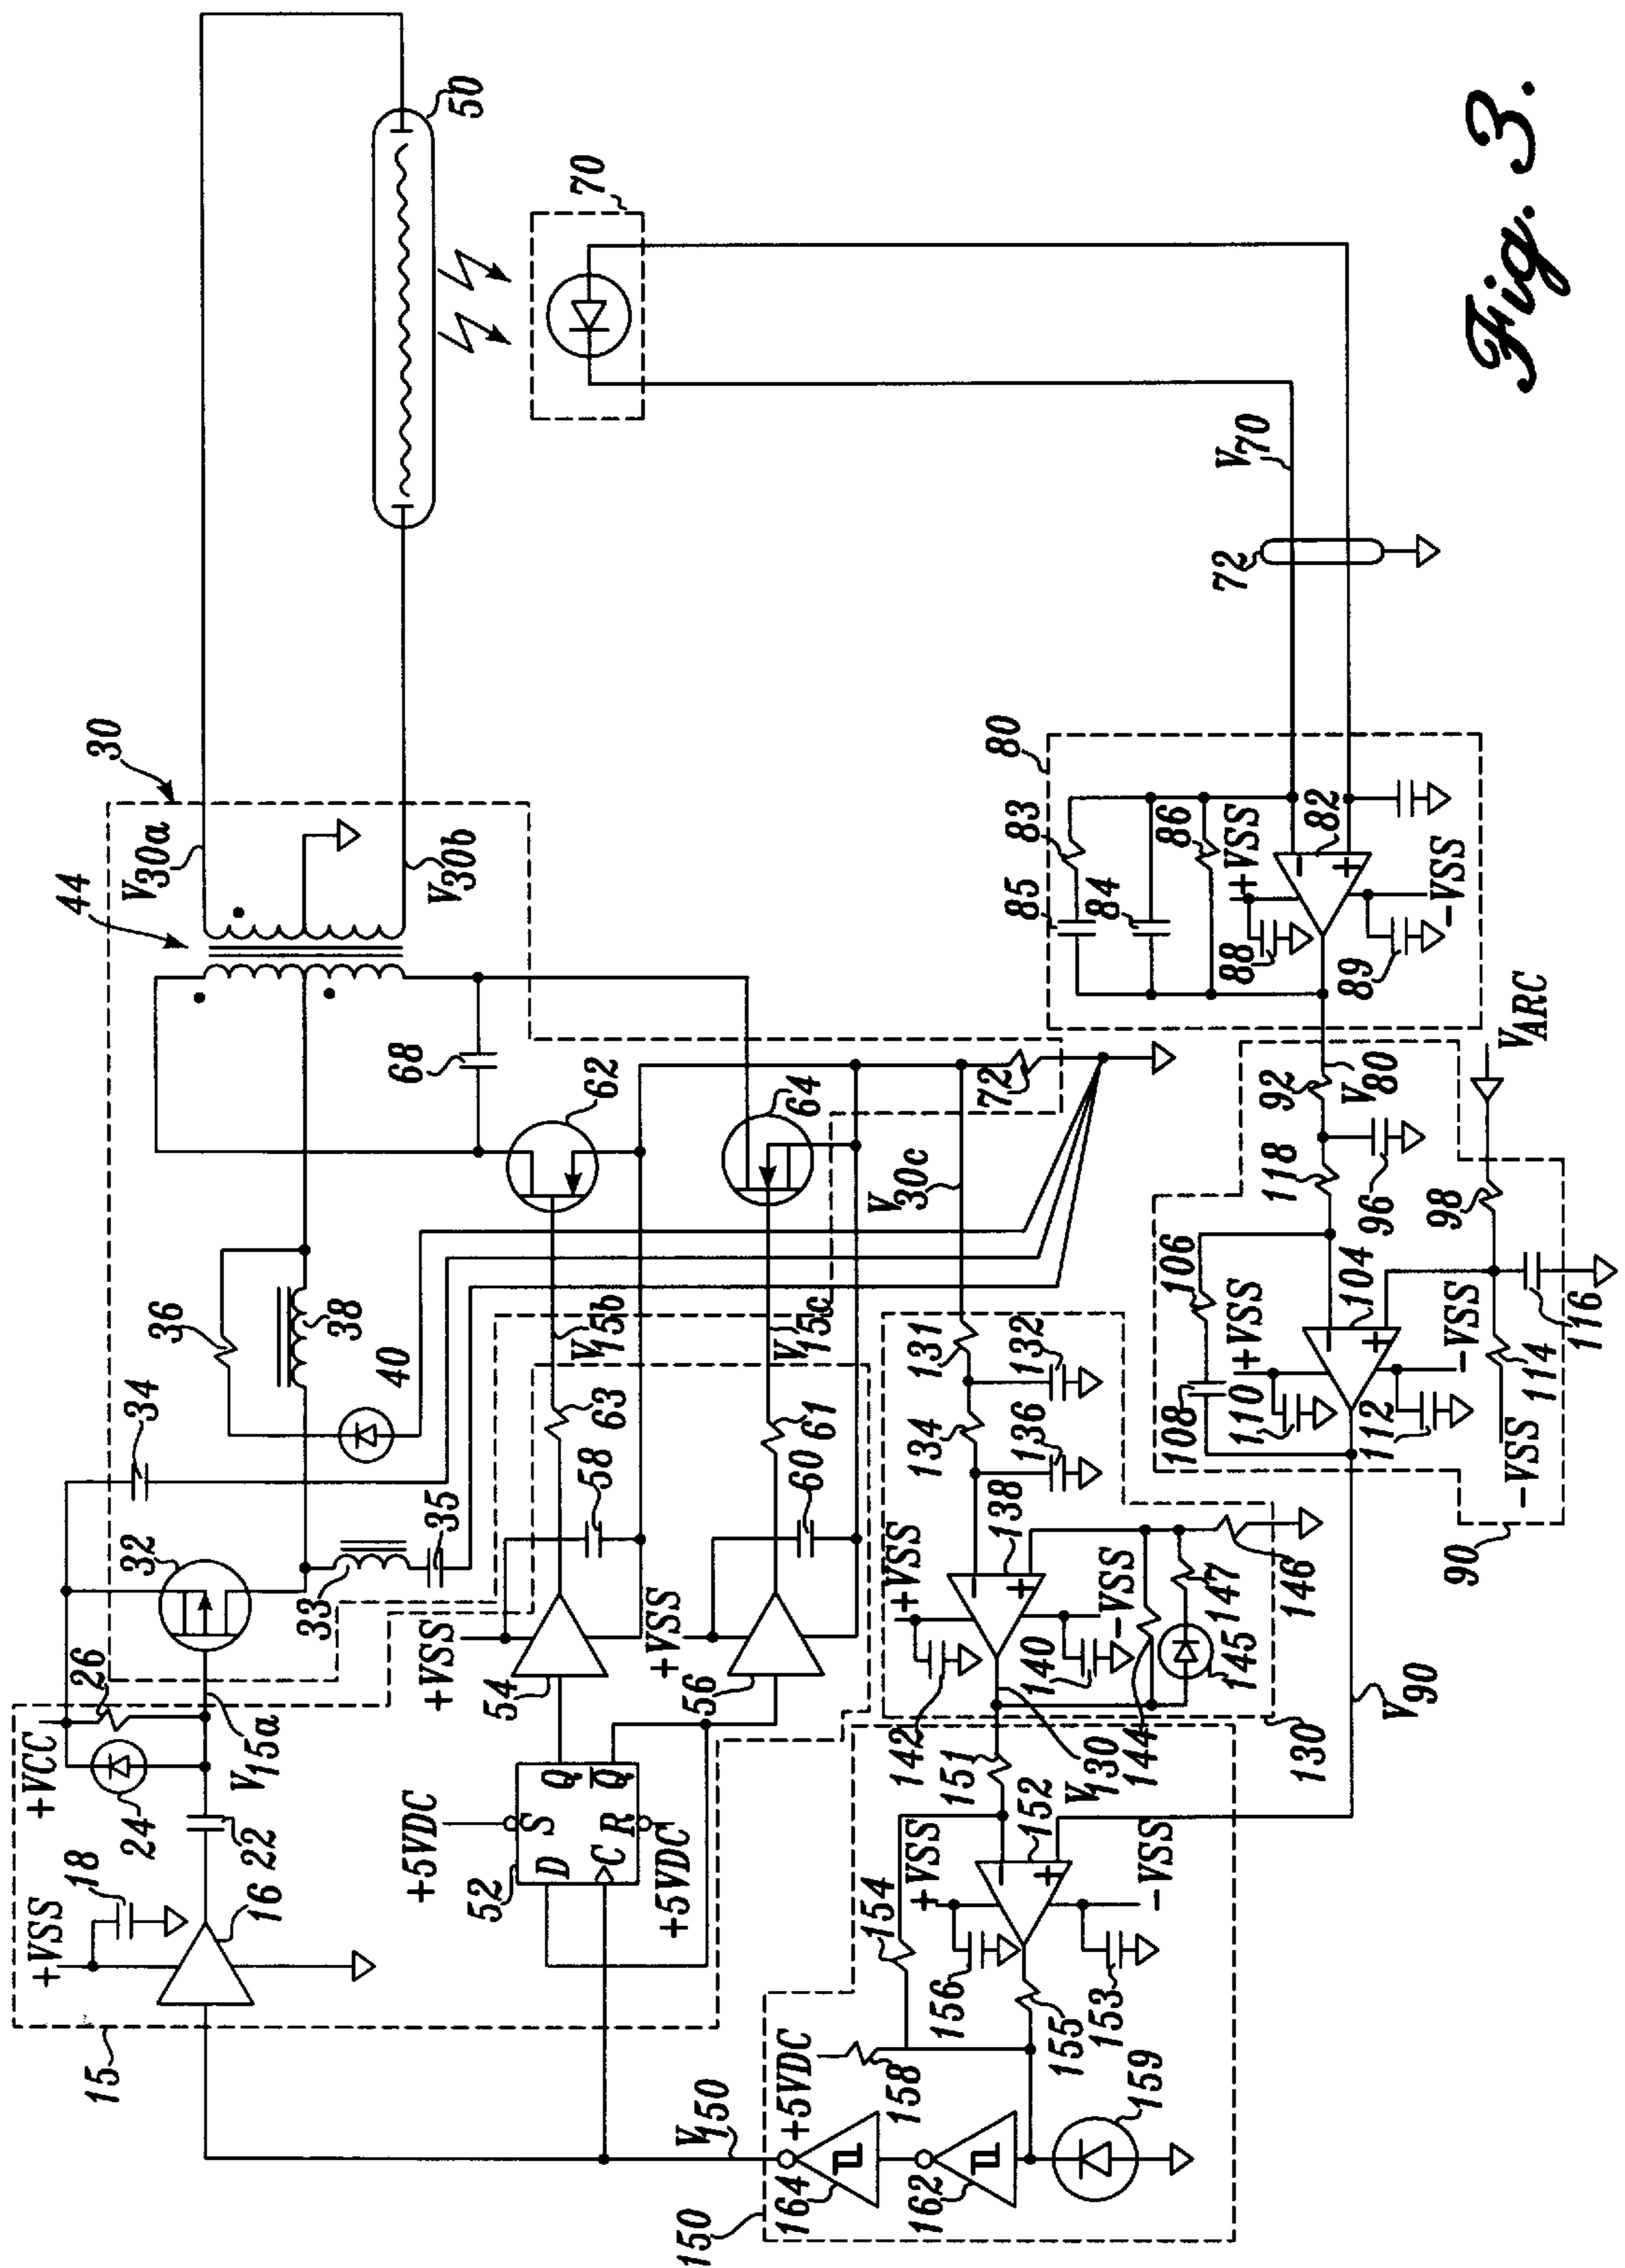 Fig. 3.
50
70
V70
72
30
V30a
V30b
44
80
83
85
84
86
82
+VSS
-VSS
88
89
68
62
64
72
V30c
36
38
40
34
32
33
35
26
+VCC
24
V15a
22
+VSS
18
16
15
V15b
V15c
63
61
58
60
+VSS
54
+VSS
56
+5VDC
52
S
Q
D
Q
C
R
+5VDC
VARC
V80
92
118
96
98
106
104
108
+VSS
110
-VSS
112
114
116
-VSS
90
V90
131
132
134
136
138
+VSS
-VSS
142
140
144
147
145
146
130
V130
151
152
+VSS
-VSS
154
156
153
155
+5VDC
158
159
V150
164
162
150